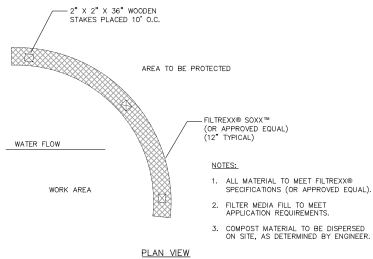 2" X 2" X 36" WOODEN
STAKES PLACED 10' O.C.
AREA TO BE PROTECTED
FILTREXX® SOXX™
(OR APPROVED EQUAL)
(12" TYPICAL)
WATER FLOW
WORK AREA
NOTES:
1. ALL MATERIAL TO MEET FILTREXX®
SPECIFICATIONS (OR APPROVED EQUAL).
2. FILTER MEDIA FILL TO MEET
APPLICATION REQUIREMENTS.
3. COMPOST MATERIAL TO BE DISPERSED
ON SITE, AS DETERMINED BY ENGINEER.
PLAN VIEW